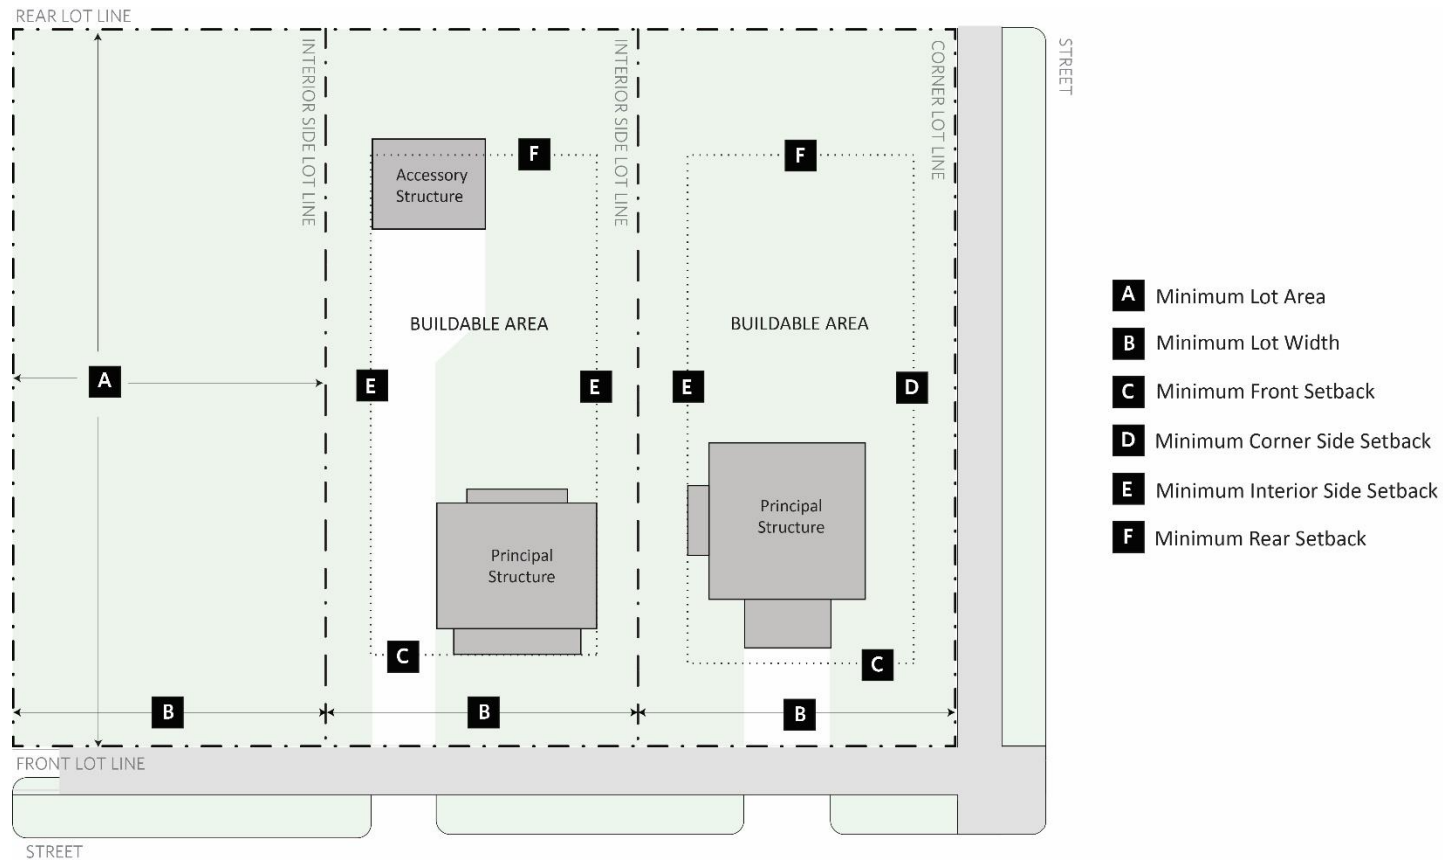 REAR LOT LINE
INTERIOR SIDE LOT LINE
INTERIOR SIDE LOT LINE
CORNER LOT LINE
STREET
F
F
Accessory
Structure
BUILDABLE AREA
BUILDABLE AREA
A
E
E
E
D
Principal
Structure
Principal
Structure
C
C
B
B
B
FRONT LOT LINE
STREET
A Minimum Lot Area
B Minimum Lot Width
C Minimum Front Setback
D Minimum Corner Side Setback
E Minimum Interior Side Setback
F Minimum Rear Setback